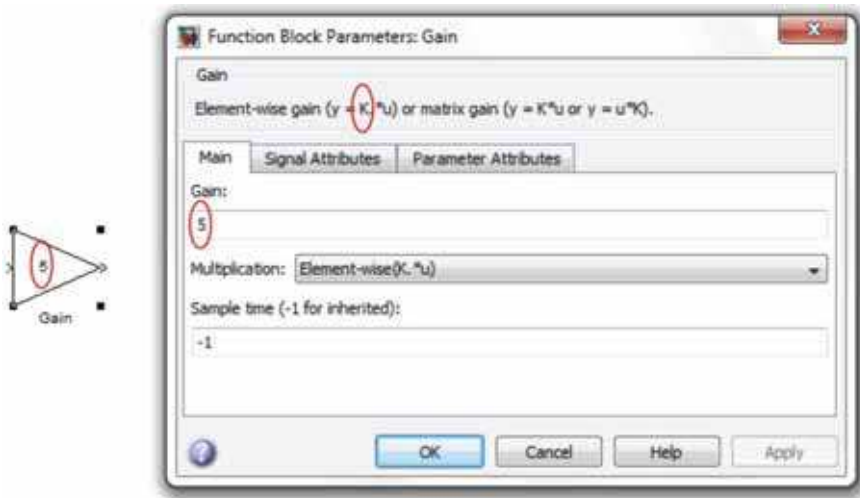 Function Block Parameters: Gain
Gain
Element-wise gain (y = K.*u) or matrix gain (y = K*u or y = u*K).
Main
Signal Attributes
Parameter Attributes
Gain:
5
Multiplication: Element-wise(K.*u)
Sample time (-1 for inherited):
-1
OK
Cancel
Help
Apply
5
Gain